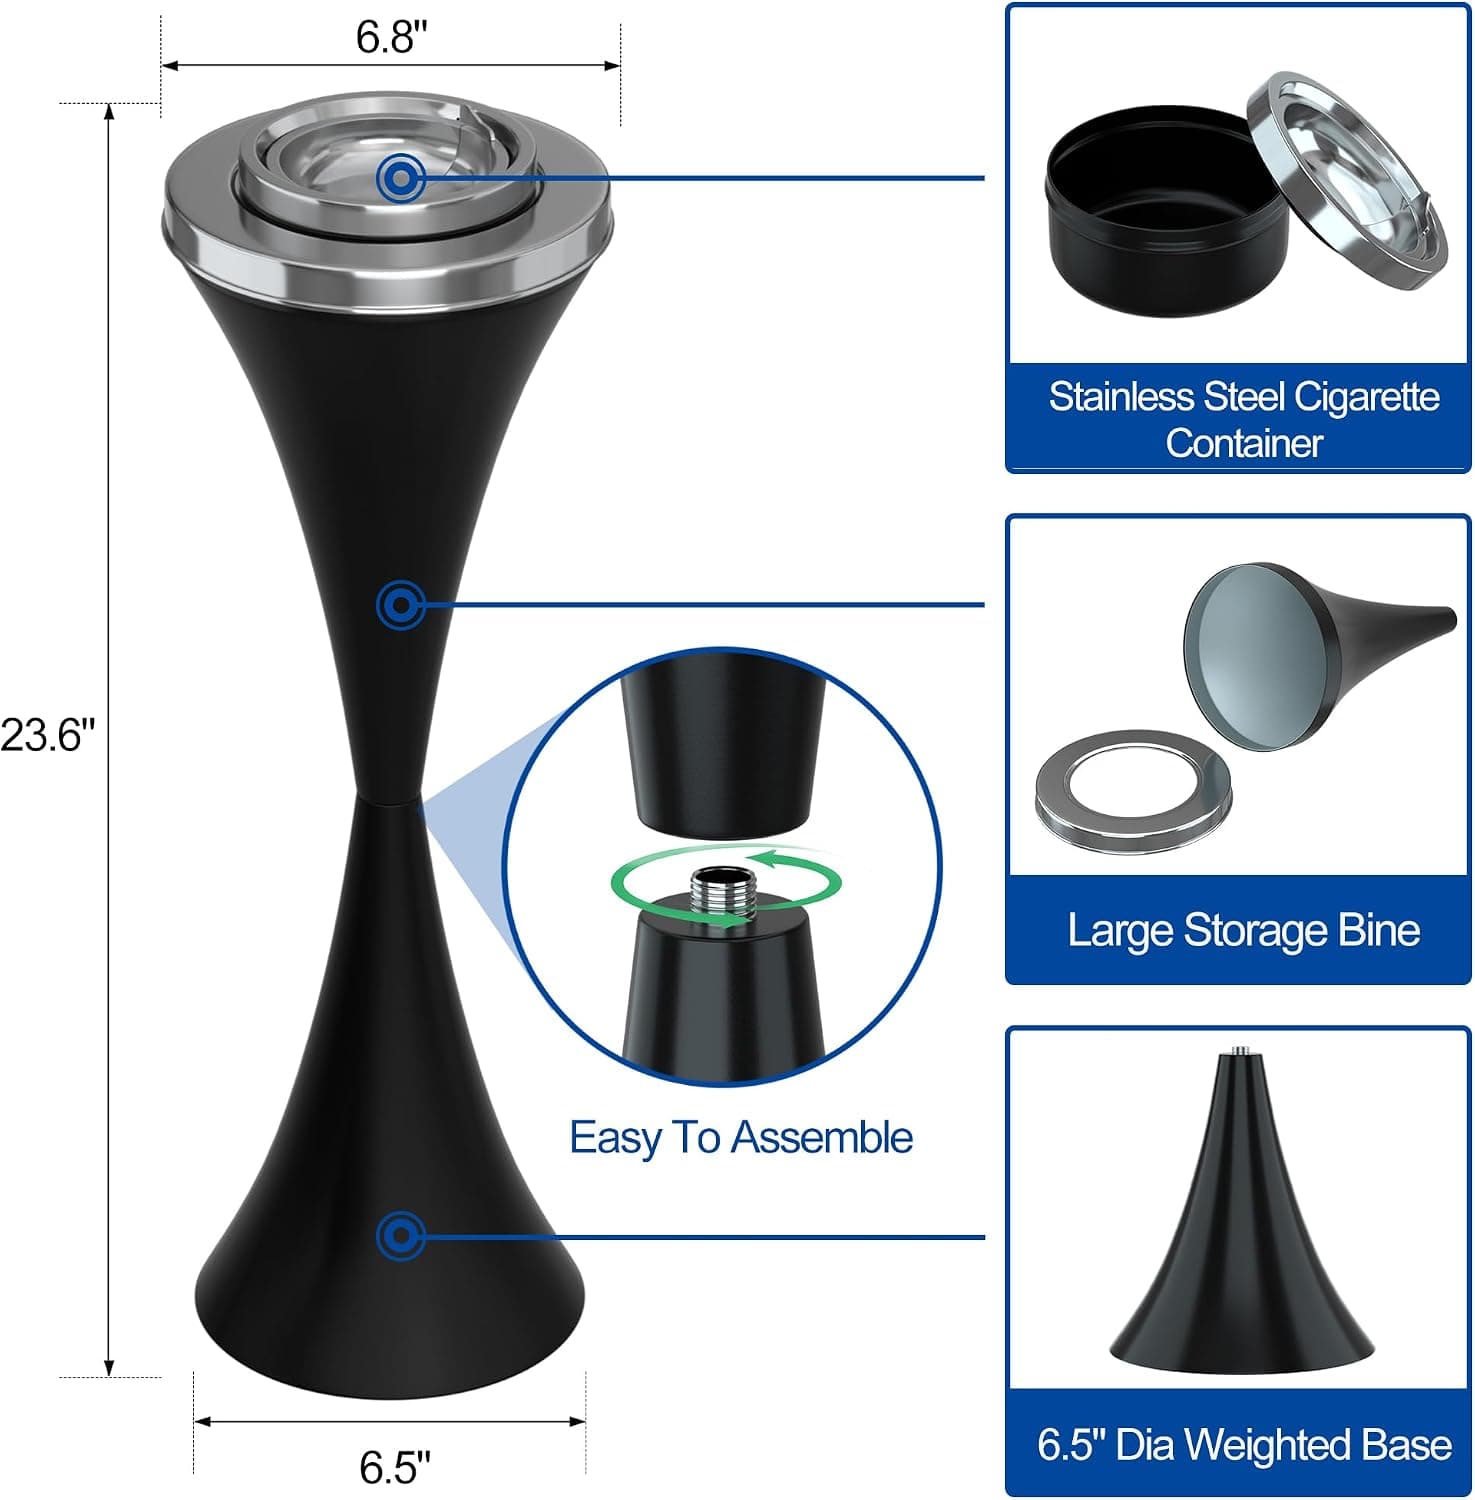 6.8"
23.6"
Stainless Steel Cigarette
Container
Large Storage Bine
Easy To Assemble
6.5" Dia Weighted Base
6.5"